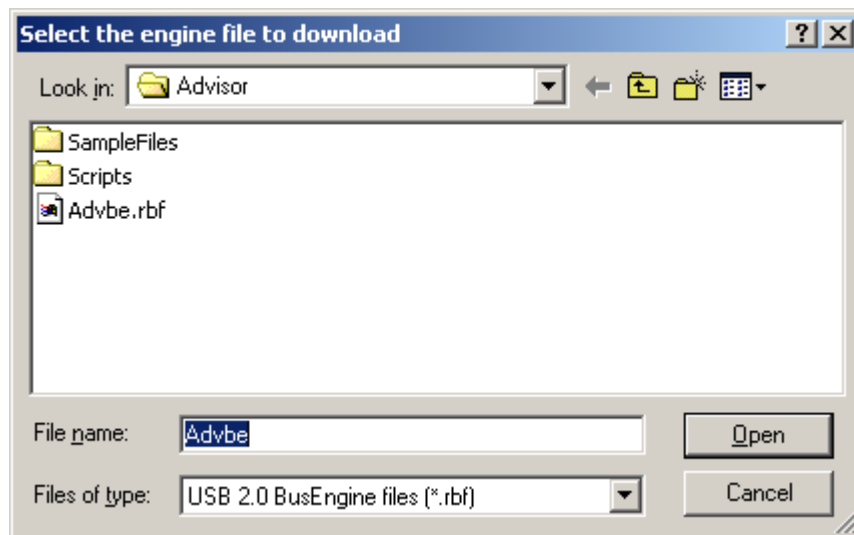 Select the engine file to download
Look in: Advisor
SampleFiles
Scripts
Advbe.rbf
File name: Advbe Open
Files of type: USB 2.0 BusEngine files (*.rbf) Cancel